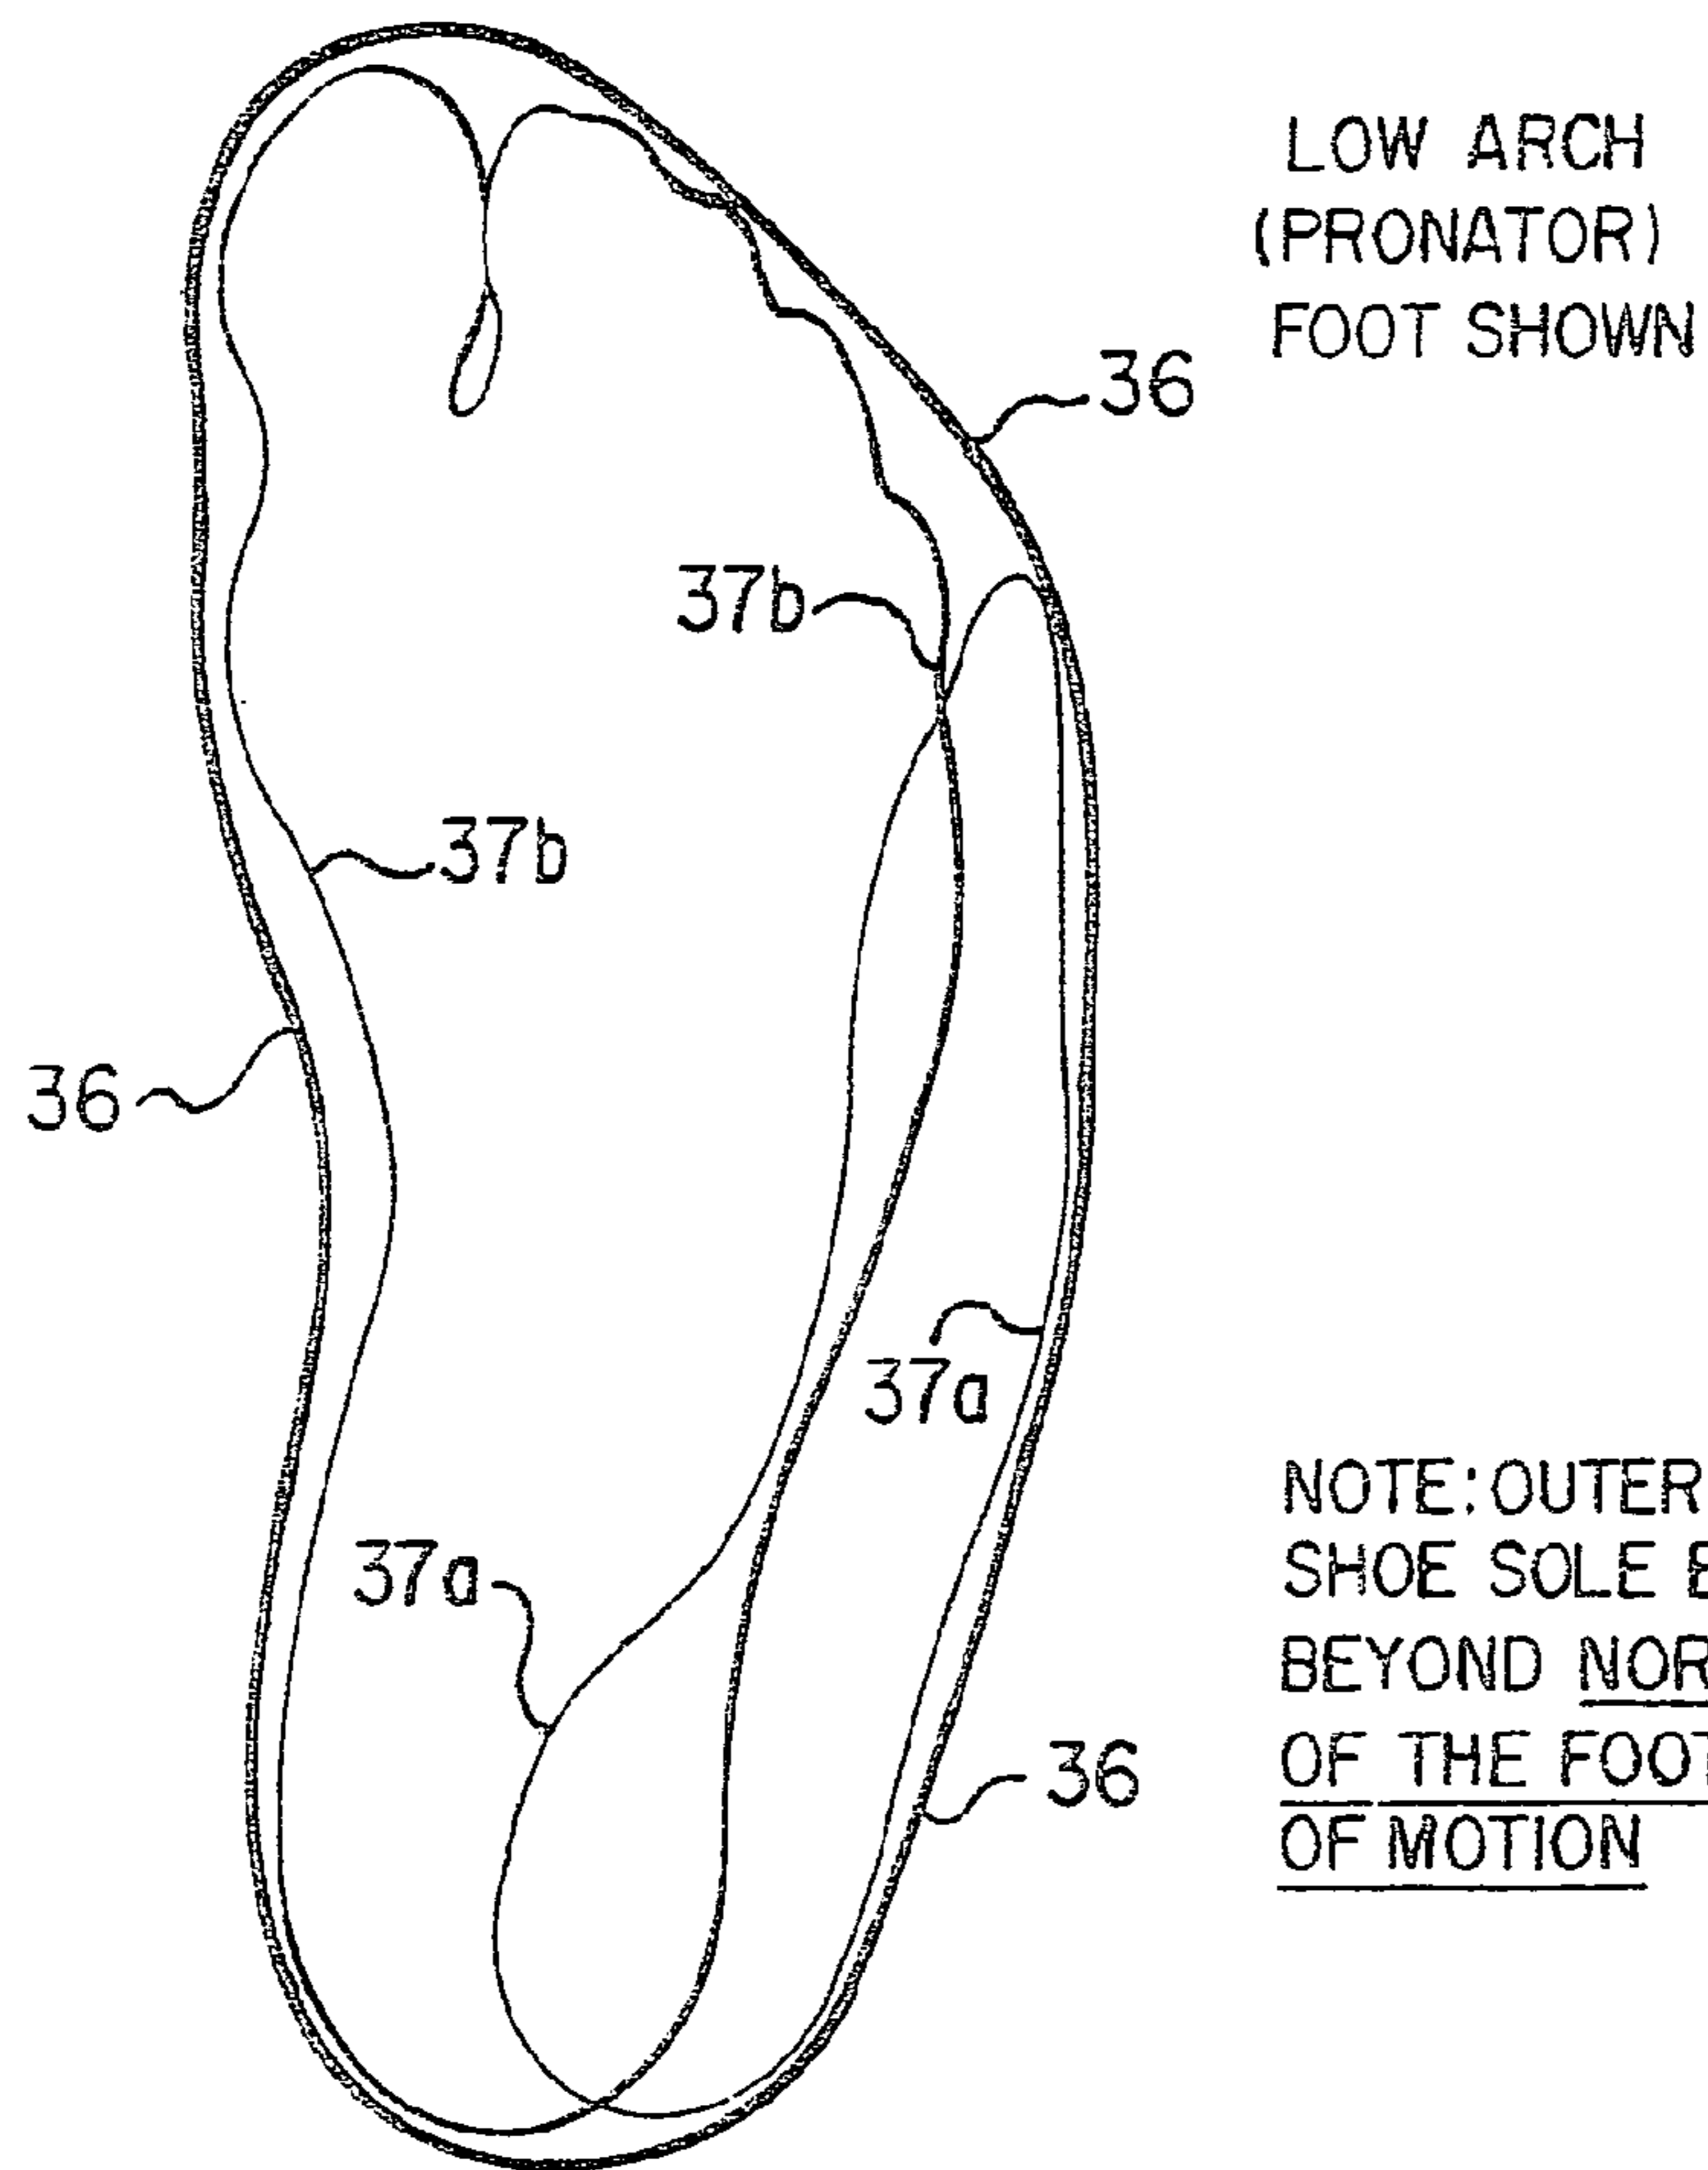 LOW ARCH
(PRONATOR)
FOOT SHOWN
36
37b
37b
36
37a
37a
36
NOTE: OUTER
SHOE SOLE
BEYOND
OF THE
OF MOTION